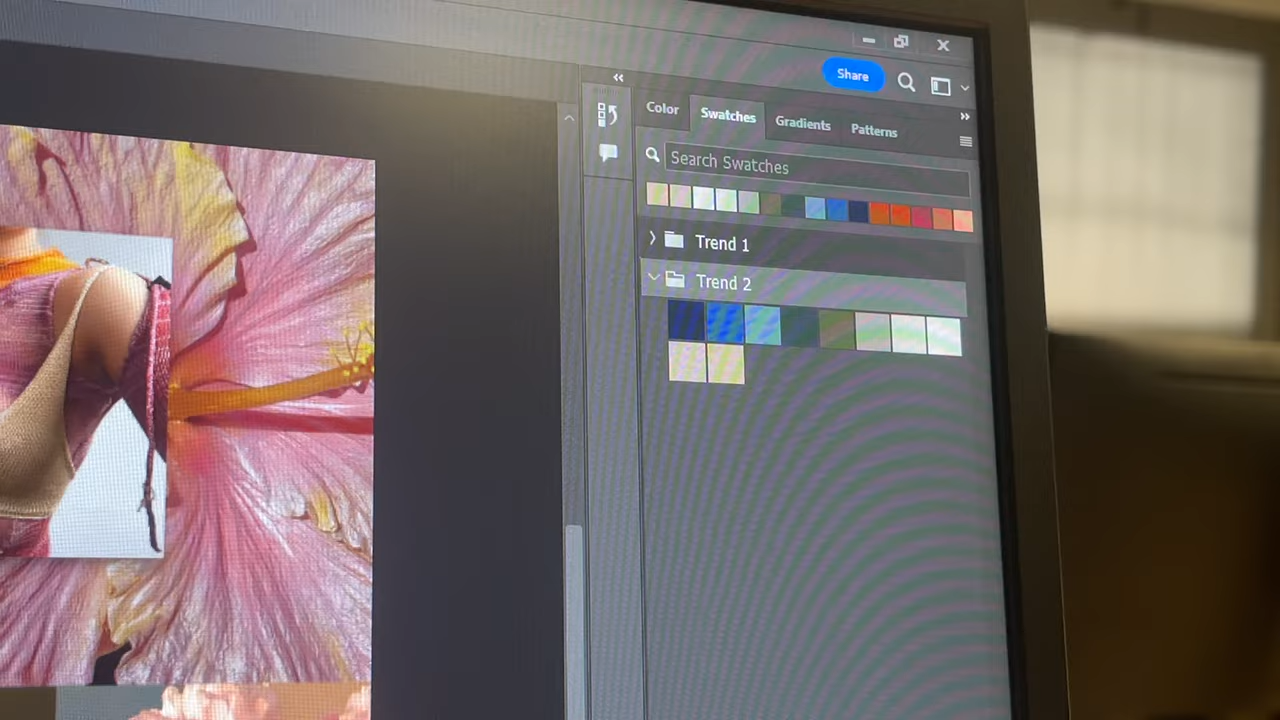 Share
Color Swatches Gradients Patterns
Search Swatches
Trend 1
Trend 2